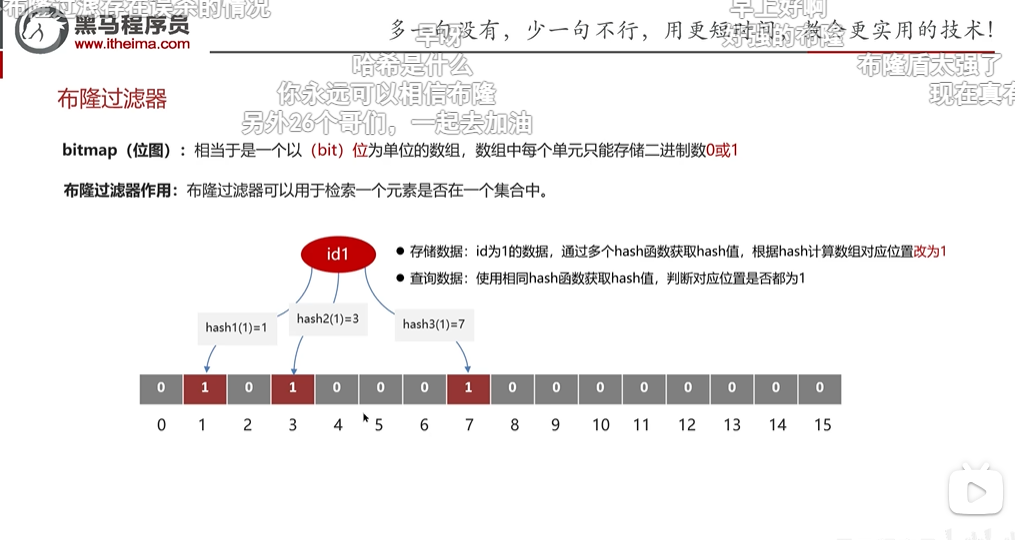 布隆过滤存在误杀的情况
早上好啊
黑马程序员
www.itheima.com
多一句没有，少一句不行，用更短时间，教会更实用的技术！
早呀
好强的布隆
哈希是什么
布隆盾太强了
你永远可以相信布隆
现在真有
另外26个哥们，一起去加油
布隆过滤器
bitmap（位图）：相当于是一个以（bit）位为单位的数组，数组中每个单元只能存储二进制数0或1
布隆过滤器作用：布隆过滤器可以用于检索一个元素是否在一个集合中。
id1
● 存储数据：id为1的数据，通过多个hash函数获取hash值，根据hash计算数组对应位置改为1
● 查询数据：使用相同hash函数获取hash值，判断对应位置是否都为1
hash1(1)=1
hash2(1)=3
hash3(1)=7
0 1 0 1 0 0 0 1 0 0 0 0 0 0 0 0
0 1 2 3 4 5 6 7 8 9 10 11 12 13 14 15